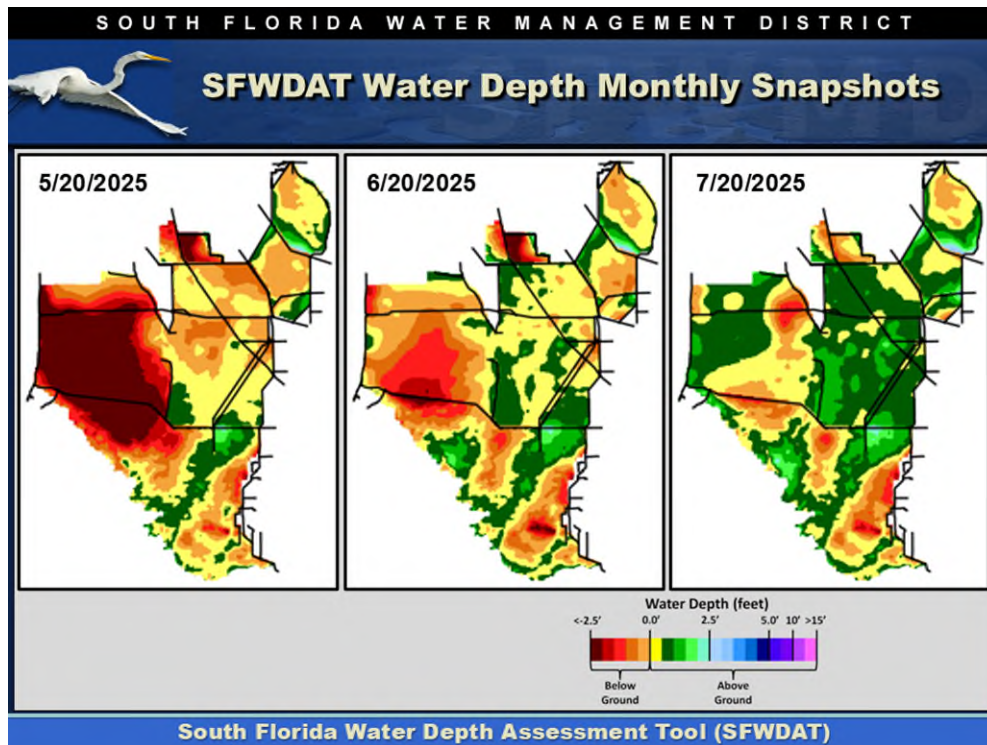 SOUTH FLORIDA WATER MANAGEMENT DISTRICT
SFWDAT Water Depth Monthly Snapshots
5/20/2025
6/20/2025
7/20/2025
Water Depth (feet)
<-2.5' 0.0' 2.5' 5.0' 10' >15'
Below Ground
Above Ground
South Florida Water Depth Assessment Tool (SFWDAT)